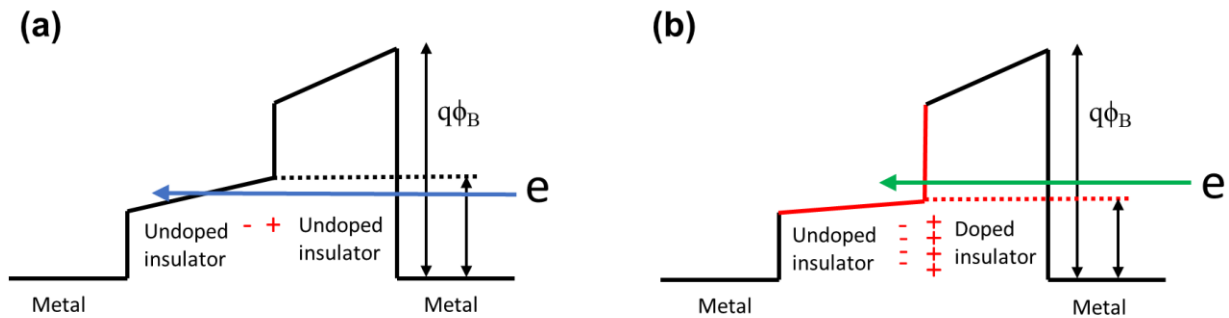 (a)
qϕB
e
Undoped - + Undoped
insulator insulator
Metal Metal
(b)
qϕB
e
Undoped - + Doped
insulator - + insulator
- +
- +
Metal Metal